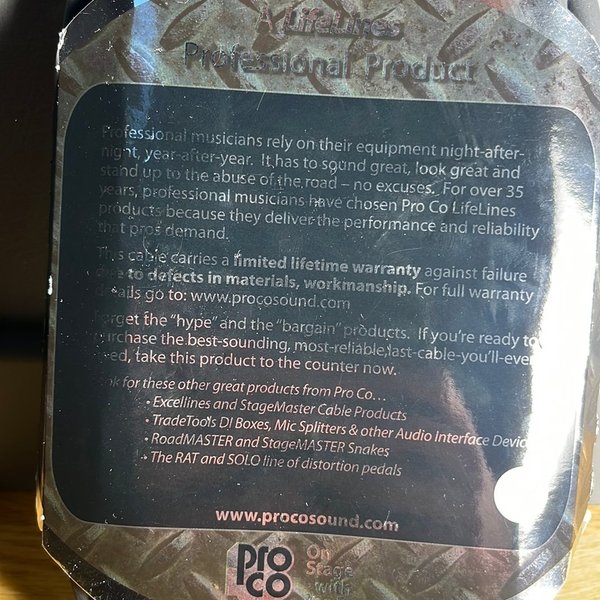 LifeLines
Professional Product
Professional musicians rely on their equipment night-after-
night, year-after-year. It has to sound great, look great and
stand up to the abuse of the road – no excuses. For over 35
years, professional musicians have chosen Pro Co LifeLines
products because they deliver the performance and reliability
that pros demand.
This cable carries a limited lifetime warranty against failure
due to defects in materials, workmanship. For full warranty
details go to: www.procosound.com
Forget the "hype" and the "bargain" products. If you're ready to
purchase the best-sounding, most-reliable, last-cable-you'll-ever
need, take this product to the counter now.
for these other great products from Pro Co...
• Excellines and StageMaster Cable Products
• TradeTools DI Boxes, Mic Splitters & other Audio Interface Devic
• RoadMASTER and StageMASTER Snakes
• The RAT and SOLO line of distortion pedals
www.procosound.com
pro
co
On
Stage
with